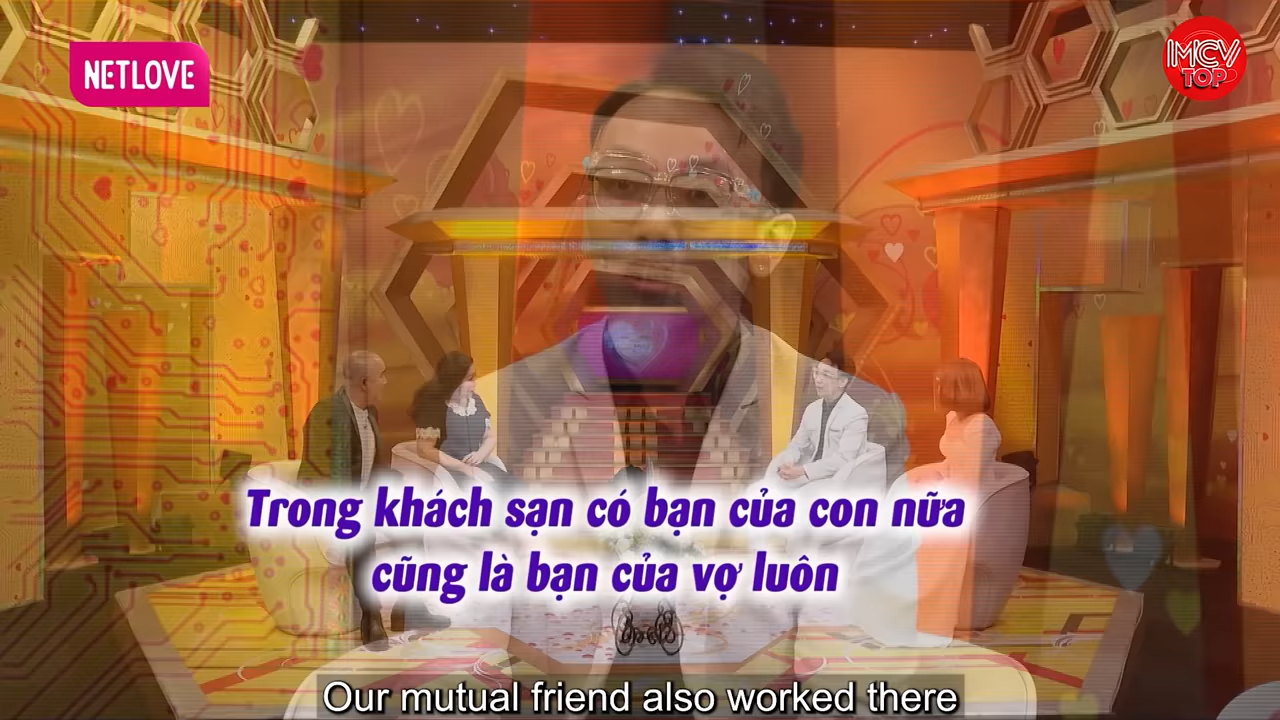 NETLOVE
MCV
TOP
Trong khách sạn có bạn của con nữa
cũng là bạn của vợ luôn
Our mutual friend also worked there